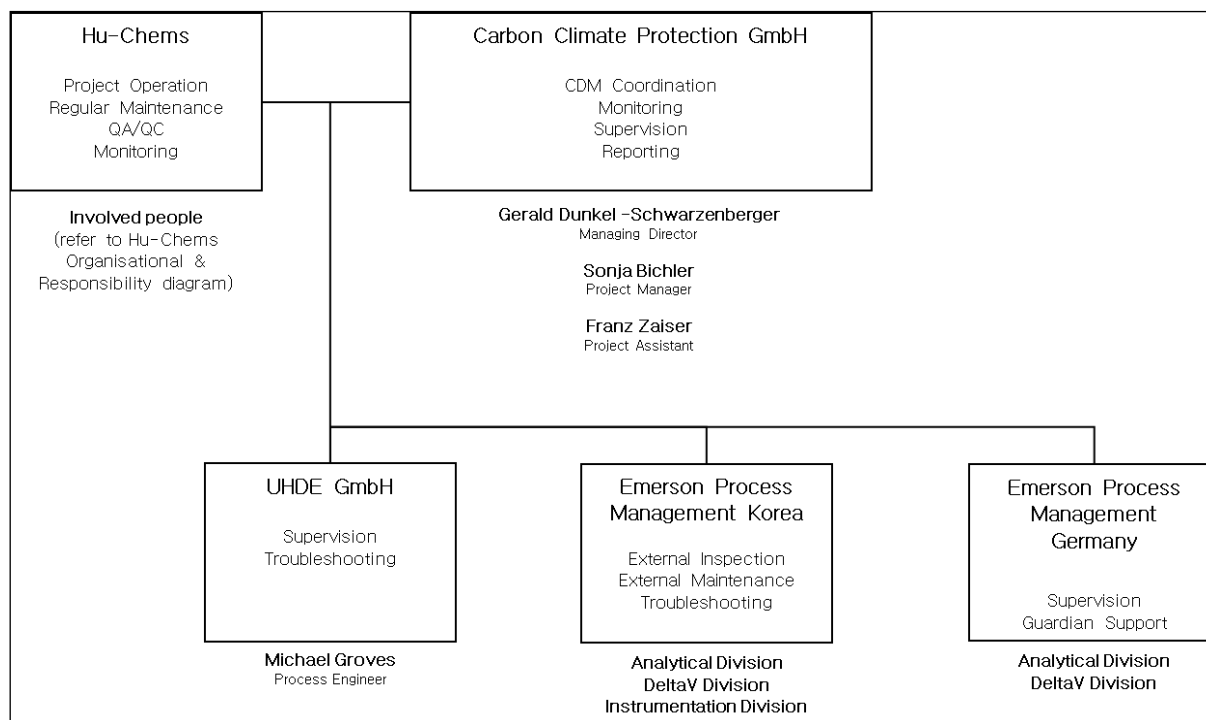 Hu-Chems
Project Operation
Regular Maintenance
QA/QC
Monitoring
Involved people
(refer to Hu-Chems
Organisational &
Responsibility diagram)
Carbon Climate Protection GmbH
CDM Coordination
Monitoring
Supervision
Reporting
Gerald Dunkel -Schwarzenberger
Managing Director
Sonja Bichler
Project Manager
Franz Zaiser
Project Assistant
UHDE GmbH
Supervision
Troubleshooting
Michael Groves
Process Engineer
Emerson Process
Management Korea
External Inspection
External Maintenance
Troubleshooting
Analytical Division
DeltaV Division
Instrumentation Division
Emerson Process
Management
Germany
Supervision
Guardian Support
Analytical Division
DeltaV Division